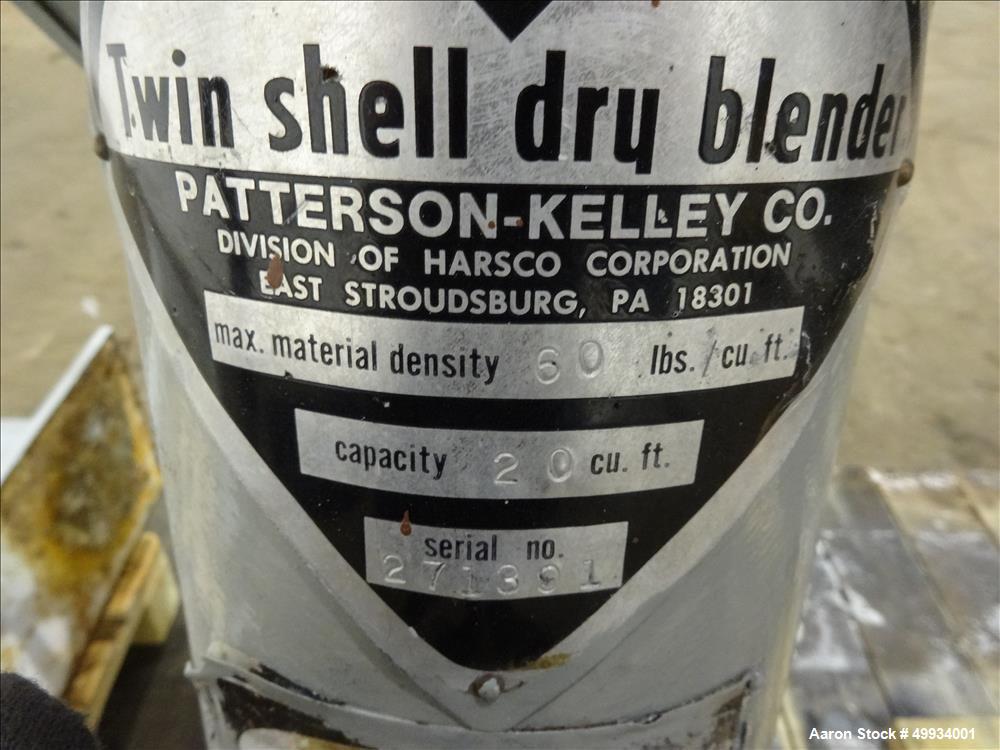 Twin shell dry blender
PATTERSON-KELLEY CO.
DIVISION OF HARSCO CORPORATION
EAST STROUDSBURG, PA 18301
max. material density 60 lbs./cu. ft.
capacity 20 cu. ft.
serial no.
271391
Aaron Stock# 49934001